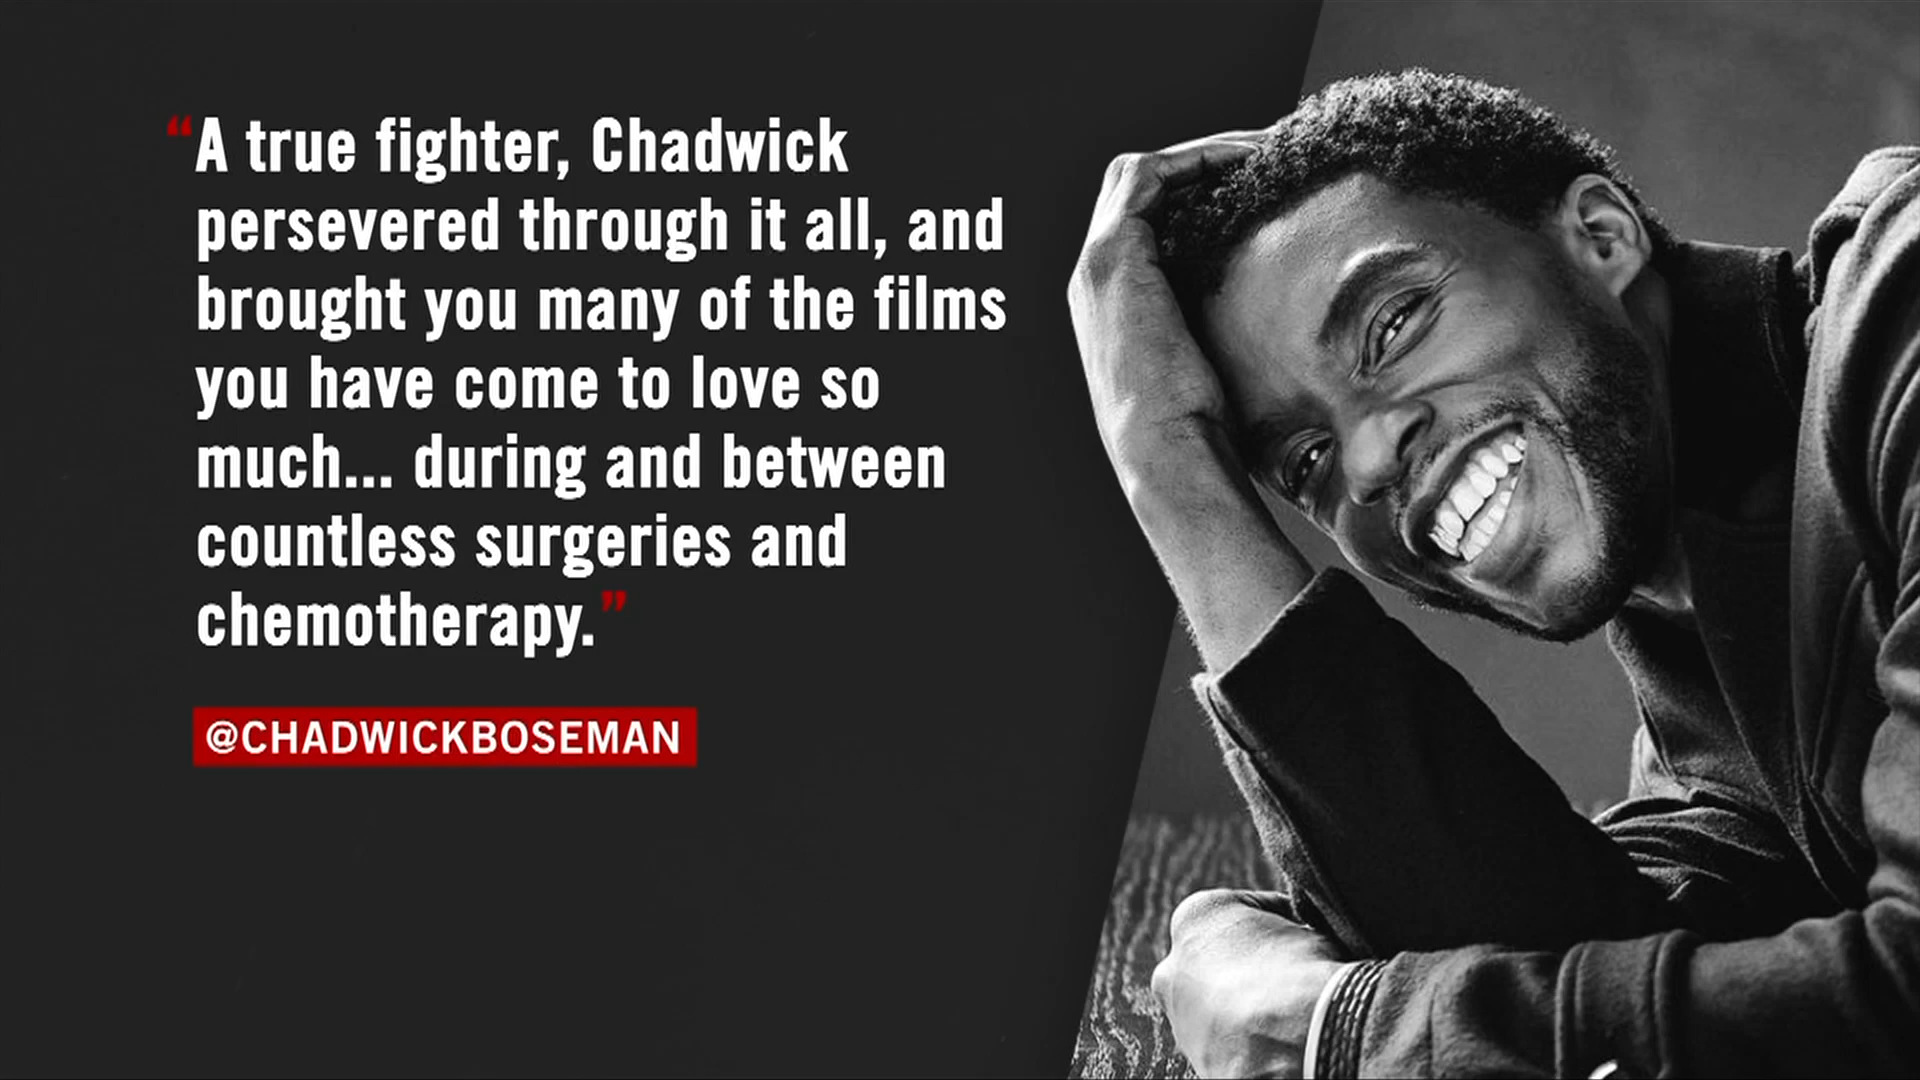 “A true fighter, Chadwick
persevered through it all, and
brought you many of the films
you have come to love so
much... during and between
countless surgeries and
chemotherapy.”
@CHADWICKBOSEMAN